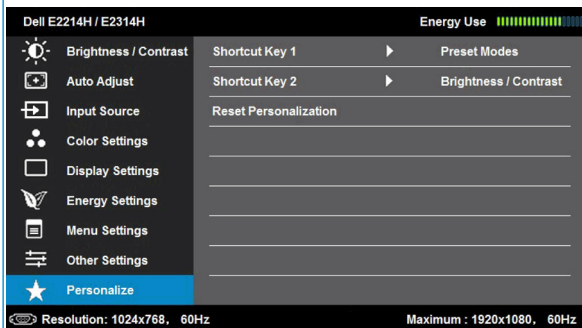 Dell E2214H / E2314H Energy Use
Brightness / Contrast Shortcut Key 1 Preset Modes
Auto Adjust Shortcut Key 2 Brightness / Contrast
Input Source Reset Personalization
Color Settings
Display Settings
Energy Settings
Menu Settings
Other Settings
Personalize
Resolution: 1024x768, 60Hz Maximum : 1920x1080, 60Hz